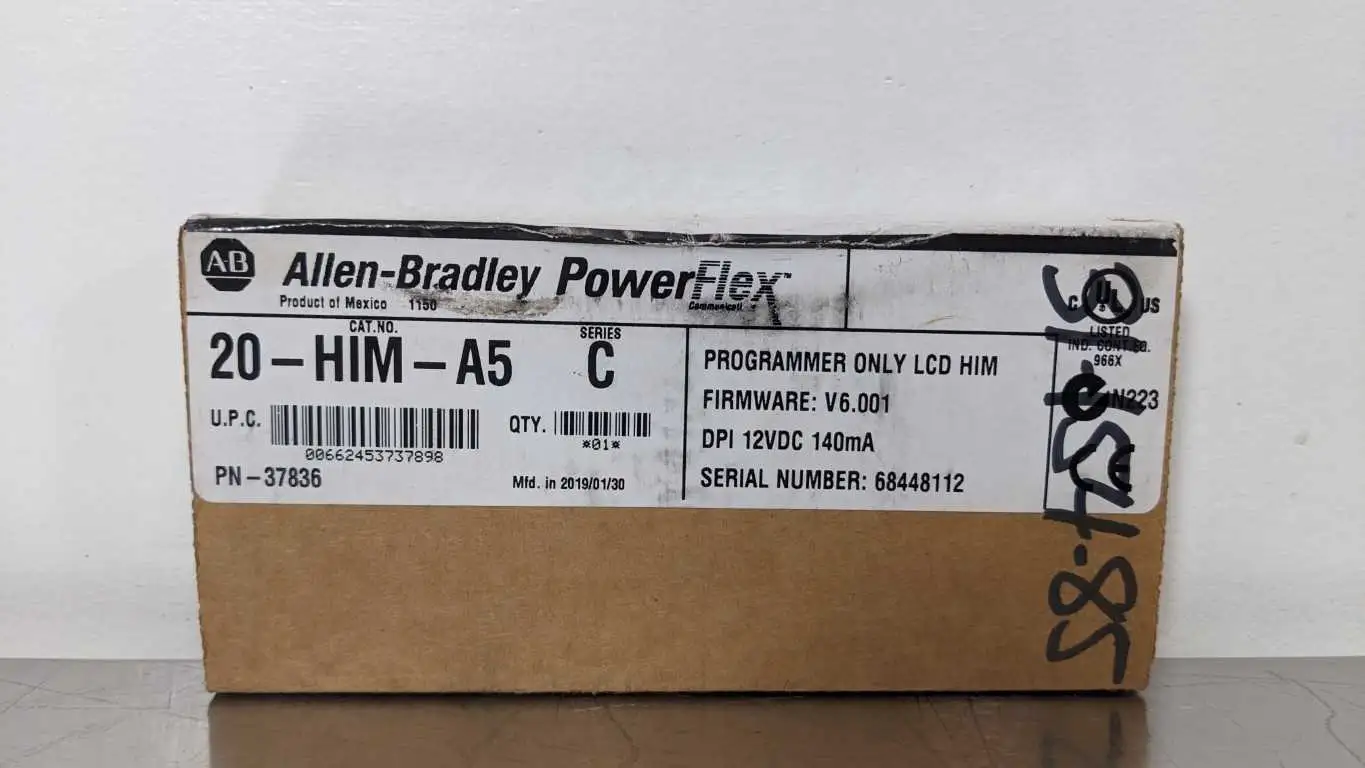 AB
Allen-Bradley PowerFlex™
Product of Mexico 1150
CAT.NO.
20-HIM-A5
SERIES
C
U.P.C.
00662453737898
QTY.
*01*
PN-37836
Mfd. in 2019/01/30
PROGRAMMER ONLY LCD HIM
FIRMWARE: V6.001
DPI 12VDC 140mA
SERIAL NUMBER: 68448112
C UL US
LISTED
IND. CONT. EQ.
966X
N223